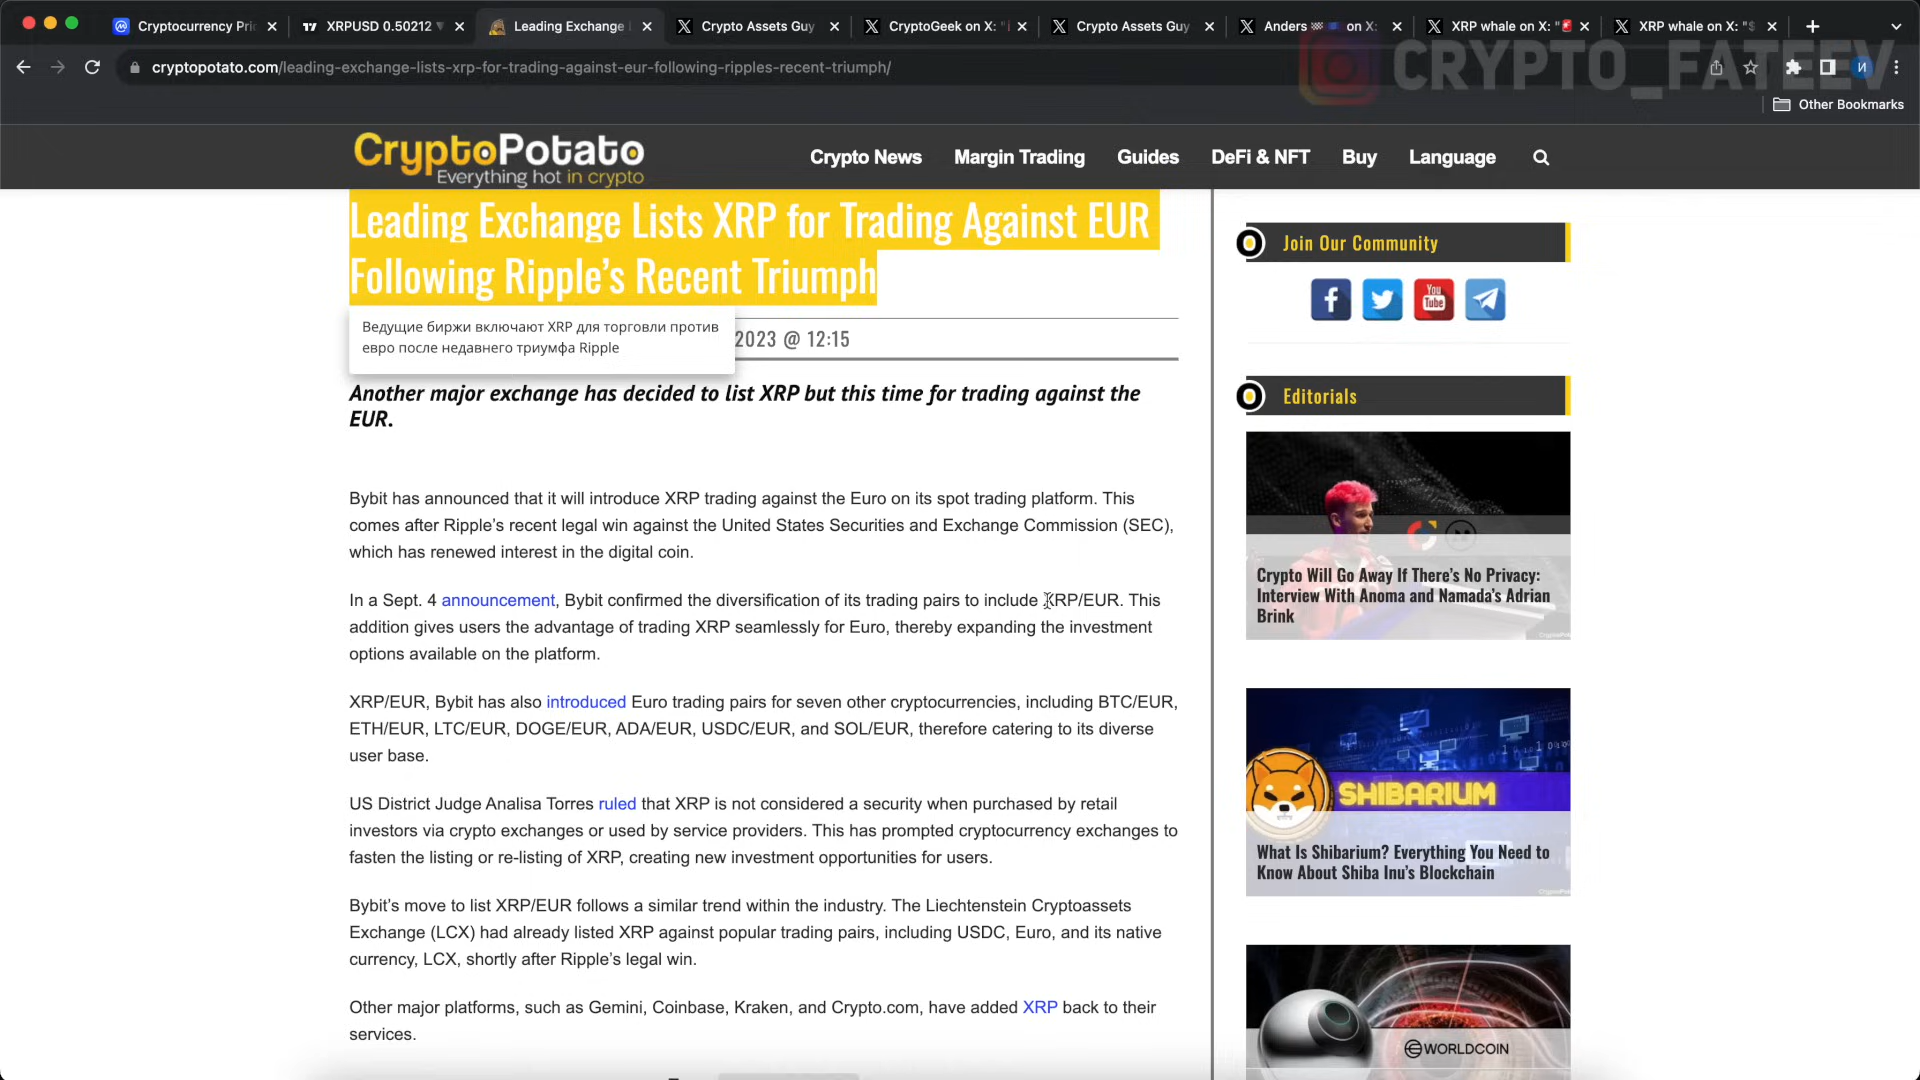 Cryptocurrency Pri
XRPUSD 0.50212
Leading Exchange
Crypto Assets Guy
CryptoGeek on X: "
Crypto Assets Guy
Anders on X:
XRP whale on X: "
XRP whale on X: "$
cryptopotato.com/leading-exchange-lists-xrp-for-trading-against-eur-following-ripples-recent-triumph/
CRYPTO_FATEEV
И
Other Bookmarks
CryptoPotato
Everything hot in crypto
Crypto News
Margin Trading
Guides
DeFi & NFT
Buy
Language
Leading Exchange Lists XRP for Trading Against EUR
Following Ripple’s Recent Triumph
Ведущие биржи включают XRP для торговли против
евро после недавнего триумфа Ripple
2023 @ 12:15
Another major exchange has decided to list XRP but this time for trading against the
EUR.
Bybit has announced that it will introduce XRP trading against the Euro on its spot trading platform. This
comes after Ripple’s recent legal win against the United States Securities and Exchange Commission (SEC),
which has renewed interest in the digital coin.
In a Sept. 4 announcement, Bybit confirmed the diversification of its trading pairs to include XRP/EUR. This
addition gives users the advantage of trading XRP seamlessly for Euro, thereby expanding the investment
options available on the platform.
XRP/EUR, Bybit has also introduced Euro trading pairs for seven other cryptocurrencies, including BTC/EUR,
ETH/EUR, LTC/EUR, DOGE/EUR, ADA/EUR, USDC/EUR, and SOL/EUR, therefore catering to its diverse
user base.
US District Judge Analisa Torres ruled that XRP is not considered a security when purchased by retail
investors via crypto exchanges or used by service providers. This has prompted cryptocurrency exchanges to
fasten the listing or re-listing of XRP, creating new investment opportunities for users.
Bybit’s move to list XRP/EUR follows a similar trend within the industry. The Liechtenstein Cryptoassets
Exchange (LCX) had already listed XRP against popular trading pairs, including USDC, Euro, and its native
currency, LCX, shortly after Ripple’s legal win.
Other major platforms, such as Gemini, Coinbase, Kraken, and Crypto.com, have added XRP back to their
services.
Join Our Community
You
Tube
Editorials
Crypto Will Go Away If There’s No Privacy:
Interview With Anoma and Namada’s Adrian
Brink
SHIBARIUM
What Is Shibarium? Everything You Need to
Know About Shiba Inu’s Blockchain
WORLDCOIN